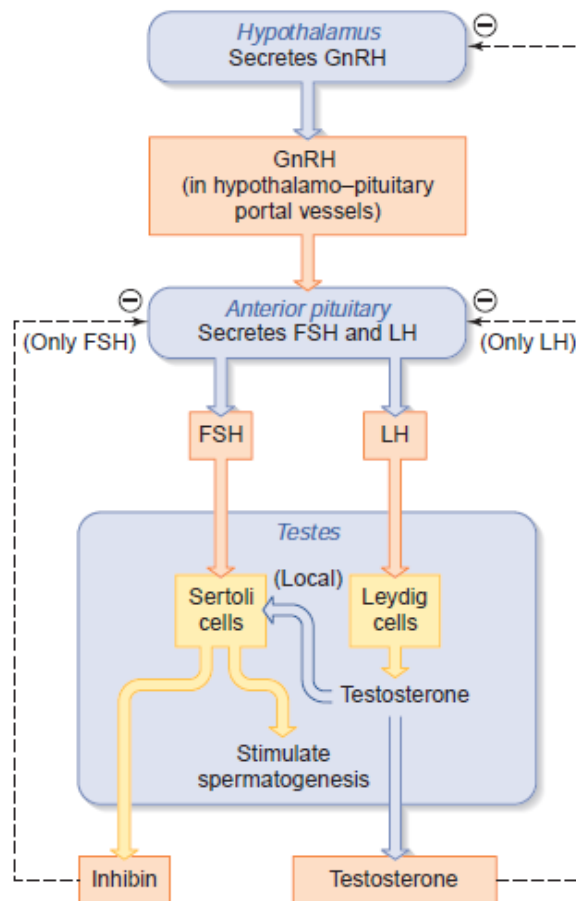 Hypothalamus
Secretes GnRH
GnRH
(in hypothalamo–pituitary
portal vessels)
Anterior pituitary
Secretes FSH and LH
(Only FSH)
(Only LH)
FSH
LH
Testes
(Local)
Sertoli
cells
Leydig
cells
Testosterone
Stimulate
spermatogenesis
Inhibin
Testosterone